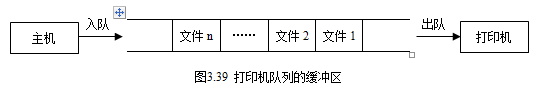 入队
出队
主机 文件 n …… 文件 2 文件 1 打印机
图3.39 打印机队列的缓冲区